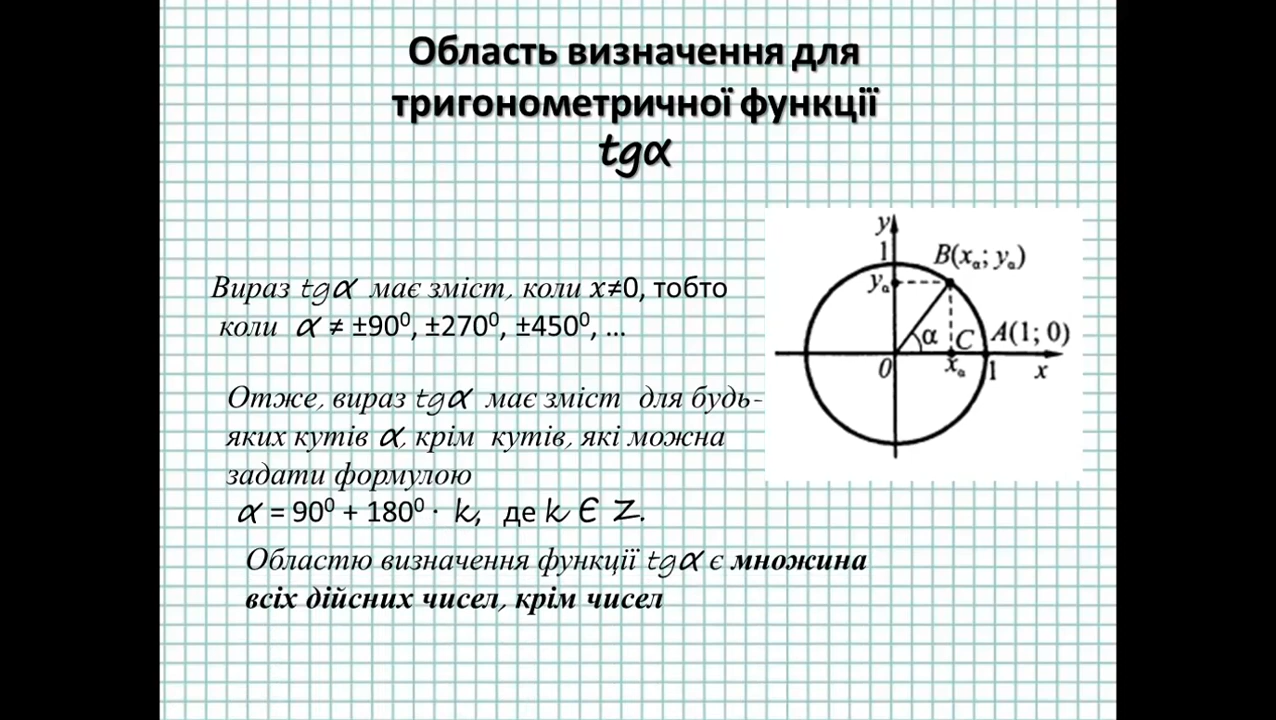 Область визначення для
тригонометричної функції
tgα
Вираз tgα має зміст, коли x≠0, тобто
коли α ≠ ±90⁰, ±270⁰, ±450⁰, ...
Отже, вираз tgα має зміст для будь-
яких кутів α, крім кутів, які можна
задати формулою
α = 90⁰ + 180⁰ · k, де k Є Z.
Областю визначення функції tgα є множина
всіх дійсних чисел, крім чисел
y
1
B(xα; yα)
yα
α
C
A(1; 0)
0
xα
1
x